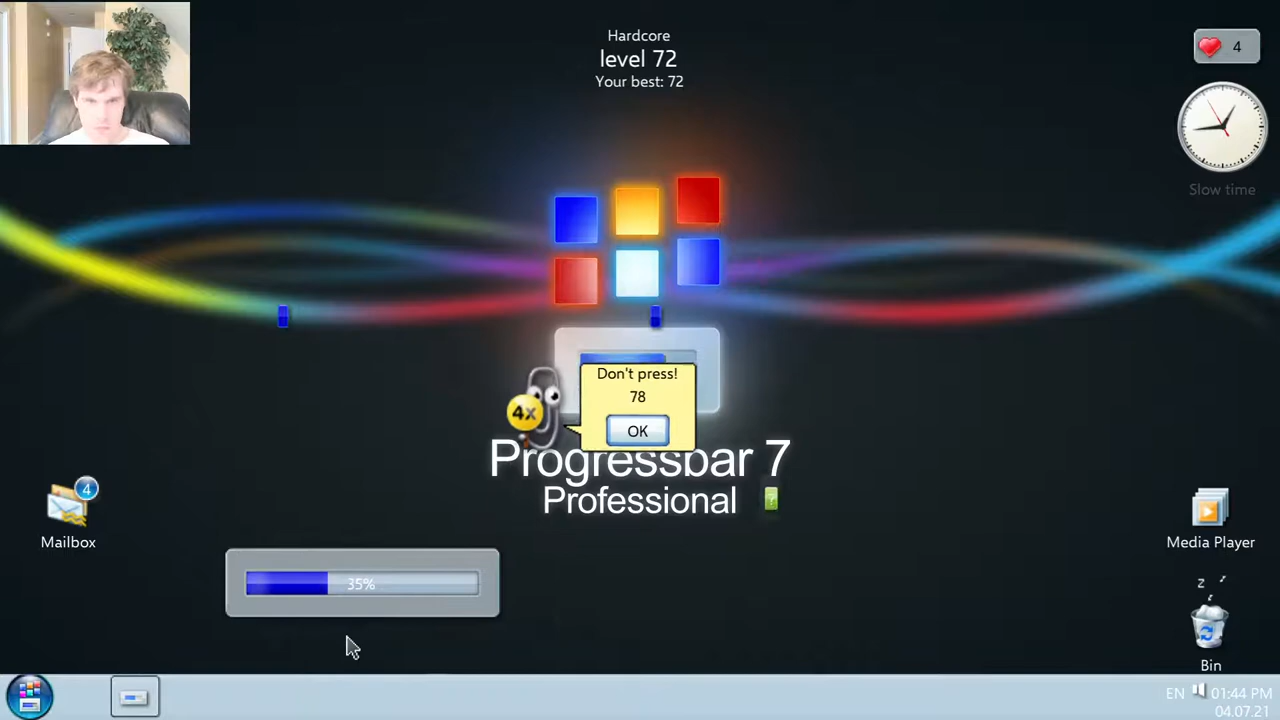 Hardcore
level 72
Your best: 72
4
Slow time
Don't press!
78
4X
OK
Progressbar 7
Professional
?
4
Mailbox
Media Player
35%
z
Bin
EN 01:44 PM
04.07.21